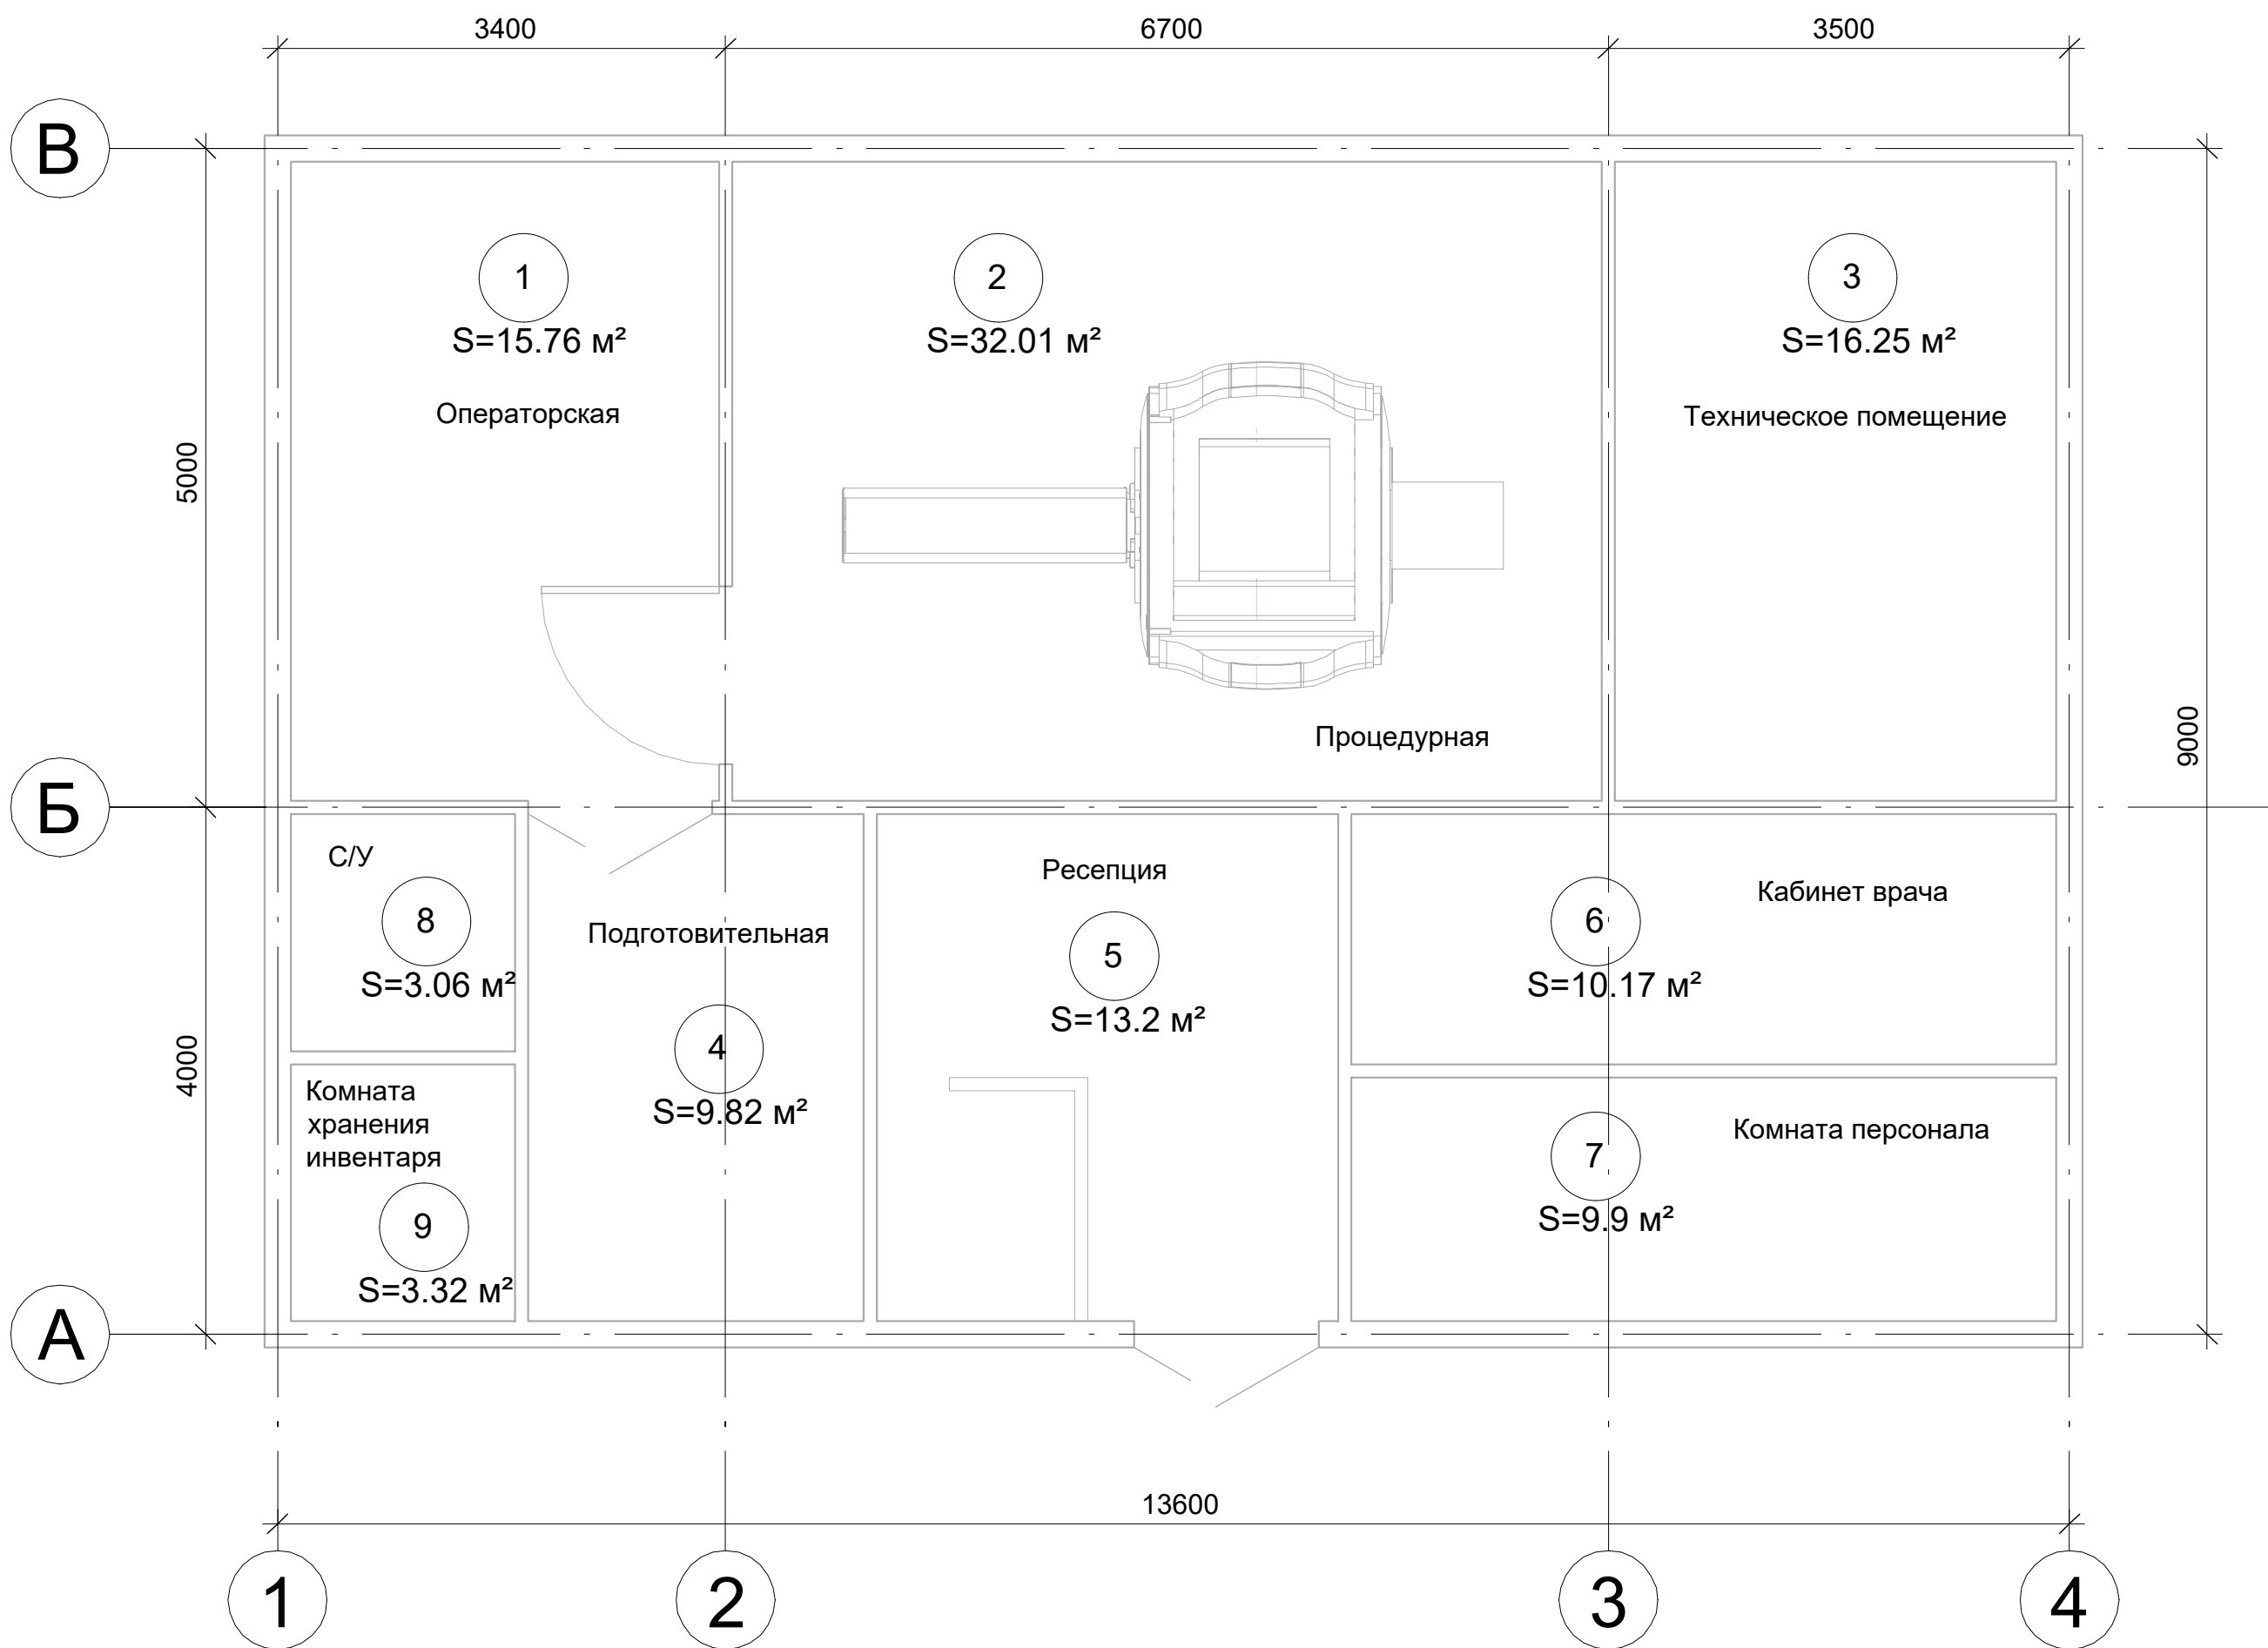 3400
6700
3500
В
1
S=15.76 м²
Операторская
2
S=32.01 м²
3
S=16.25 м²
Техническое помещение
5000
Процедурная
9000
Б
С/У
8
S=3.06 м²
Подготовительная
4
S=9.82 м²
Ресепция
5
S=13.2 м²
Кабинет врача
6
S=10.17 м²
4000
Комната
хранения
инвентаря
9
S=3.32 м²
Комната персонала
7
S=9.9 м²
А
13600
1
2
3
4